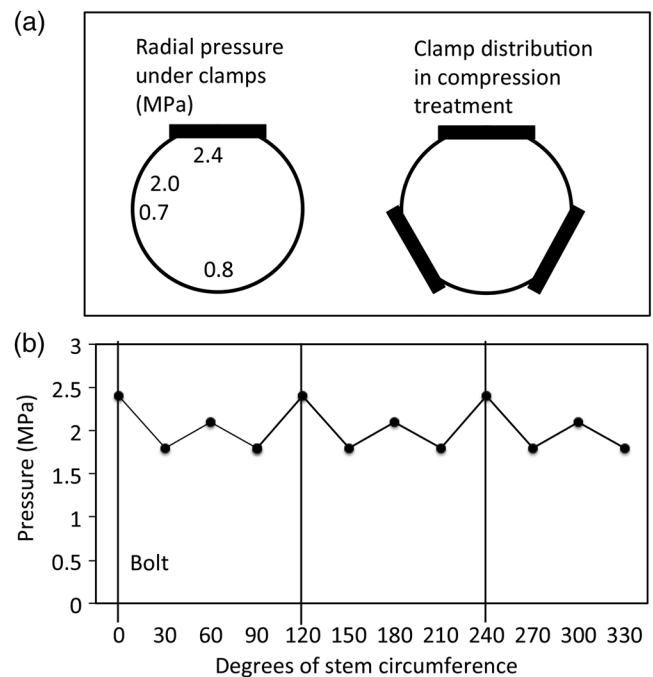 (a)
Radial pressure
under clamps
(MPa)
2.4
2.0
0.7
0.8
Clamp distribution
in compression
treatment
(b)
3
2.5
2
1.5
1
0.5
0
Pressure (MPa)
Bolt
0 30 60 90 120 150 180 210 240 270 300 330
Degrees of stem circumference